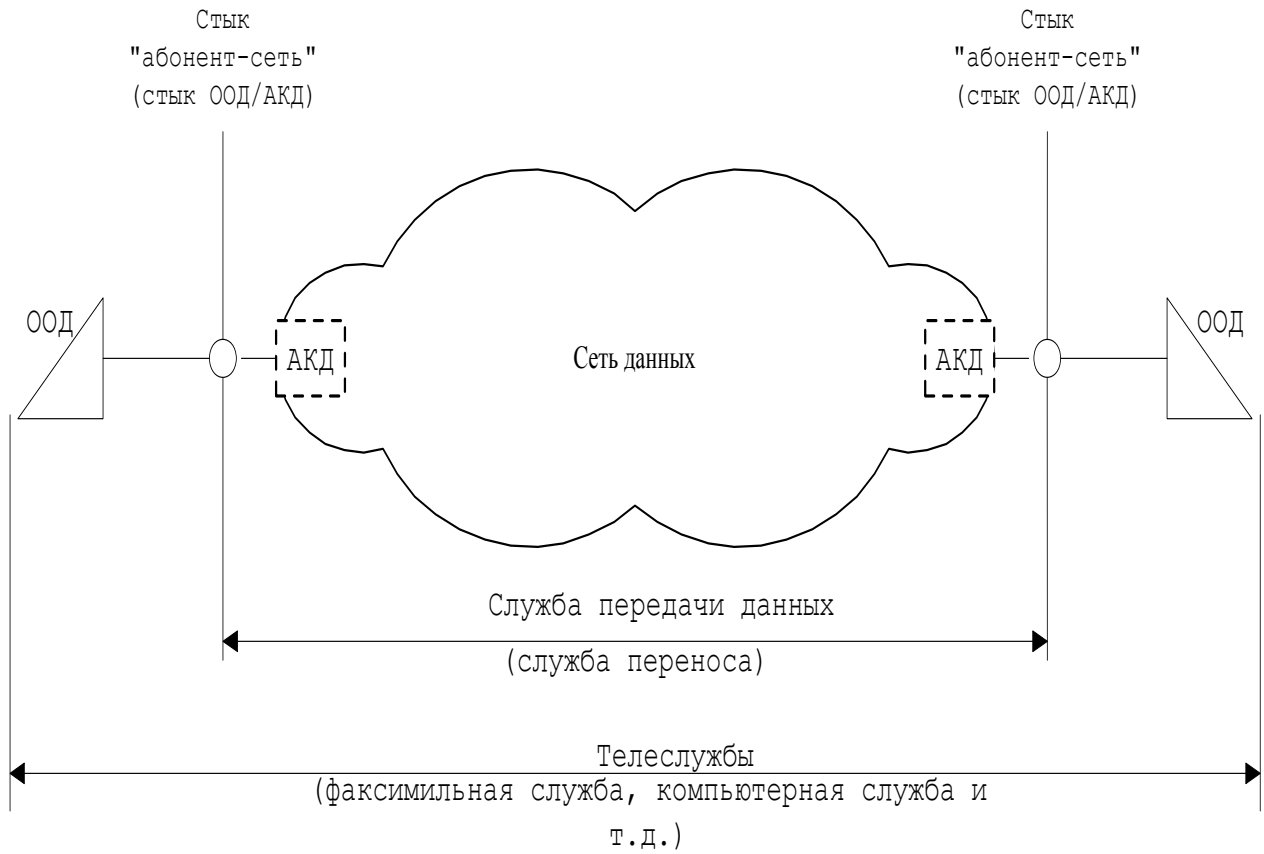 Стык
"абонент-сеть"
(стык ООД/АКД)
Стык
"абонент-сеть"
(стык ООД/АКД)
ООД
АКД
Сеть данных
АКД
ООД
Служба передачи данных
(служба переноса)
Телеслужбы
(факсимильная служба, компьютерная служба и
т.д.)